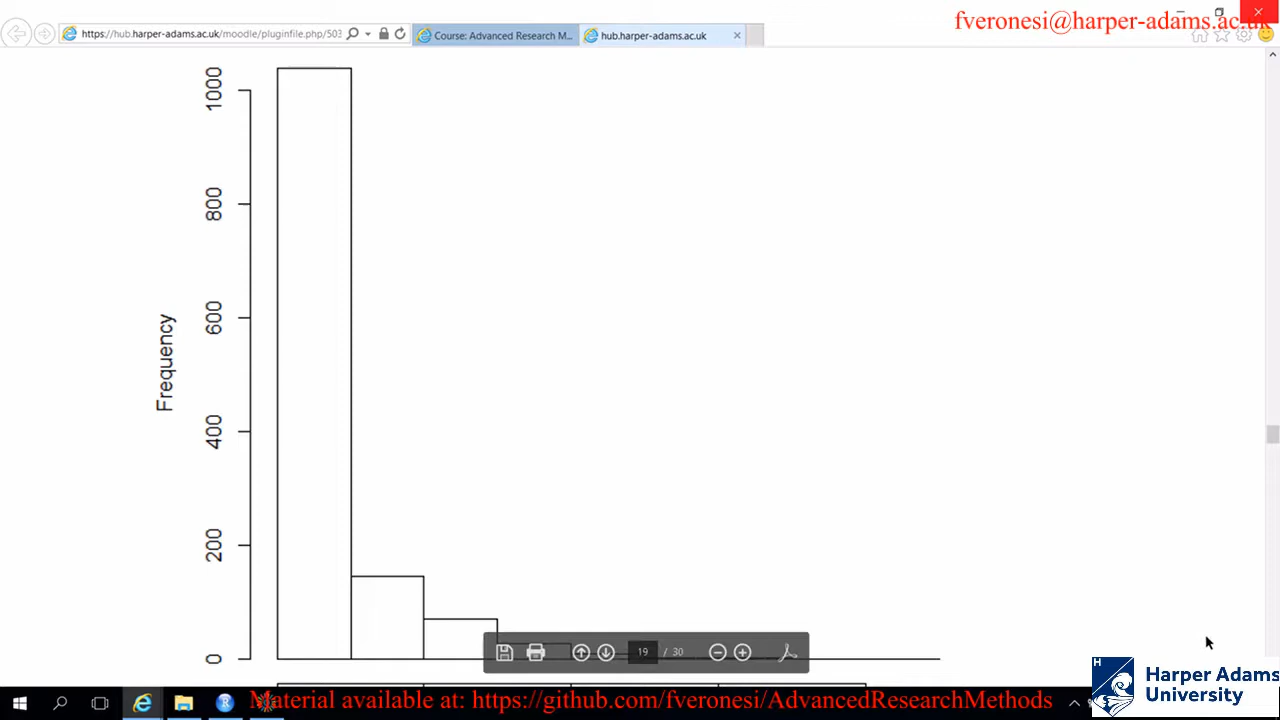 fveronesi@harper-adams.ac.uk
https://hub.harper-adams.ac.uk/moodle/pluginfile.php/503
Course: Advanced Research M...
hub.harper-adams.ac.uk
1000
800
600
400
200
0
Frequency
19 / 30
Material available at: https://github.com/fveronesi/AdvancedResearchMethods
H
Harper Adams
University